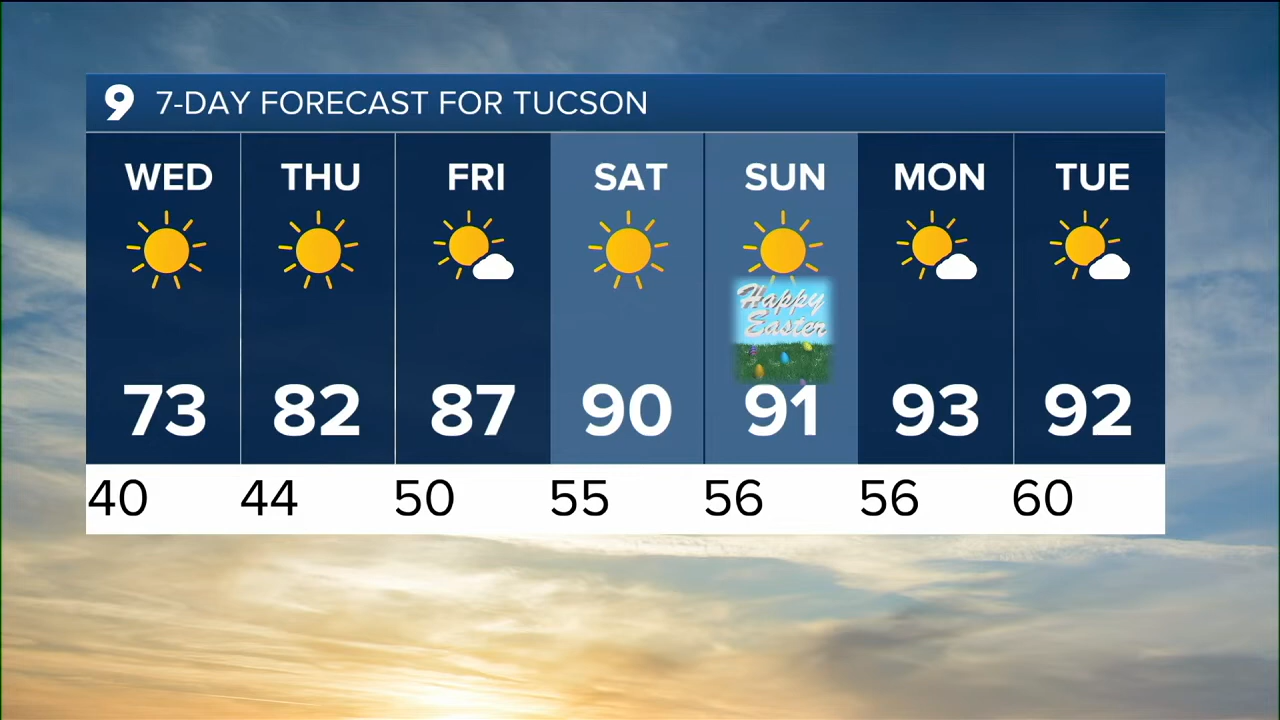 9 7-DAY FORECAST FOR TUCSON
WED THU FRI SAT SUN MON TUE
Happy
Easter
73 82 87 90 91 93 92
40 44 50 55 56 56 60